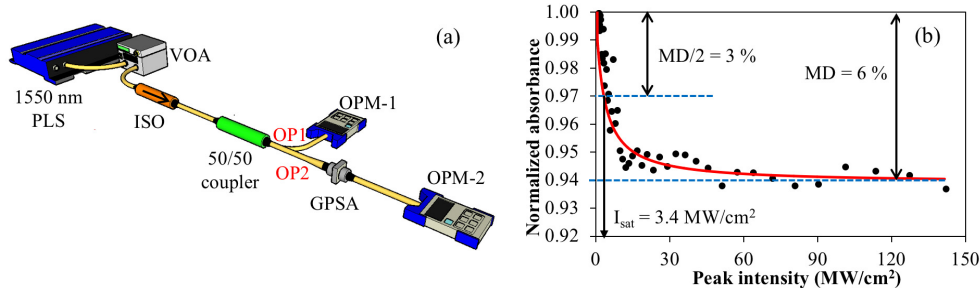 (a)
VOA
1550 nm
PLS
ISO
OPM-1
OP1
50/50
coupler
OP2
GPSA
OPM-2
(b)
Normalized absorbance
1.00
0.99
0.98
0.97
0.96
0.95
0.94
0.93
0.92
MD/2 = 3 %
MD = 6 %
Isat = 3.4 MW/cm²
0
30
60
90
120
150
Peak intensity (MW/cm²)